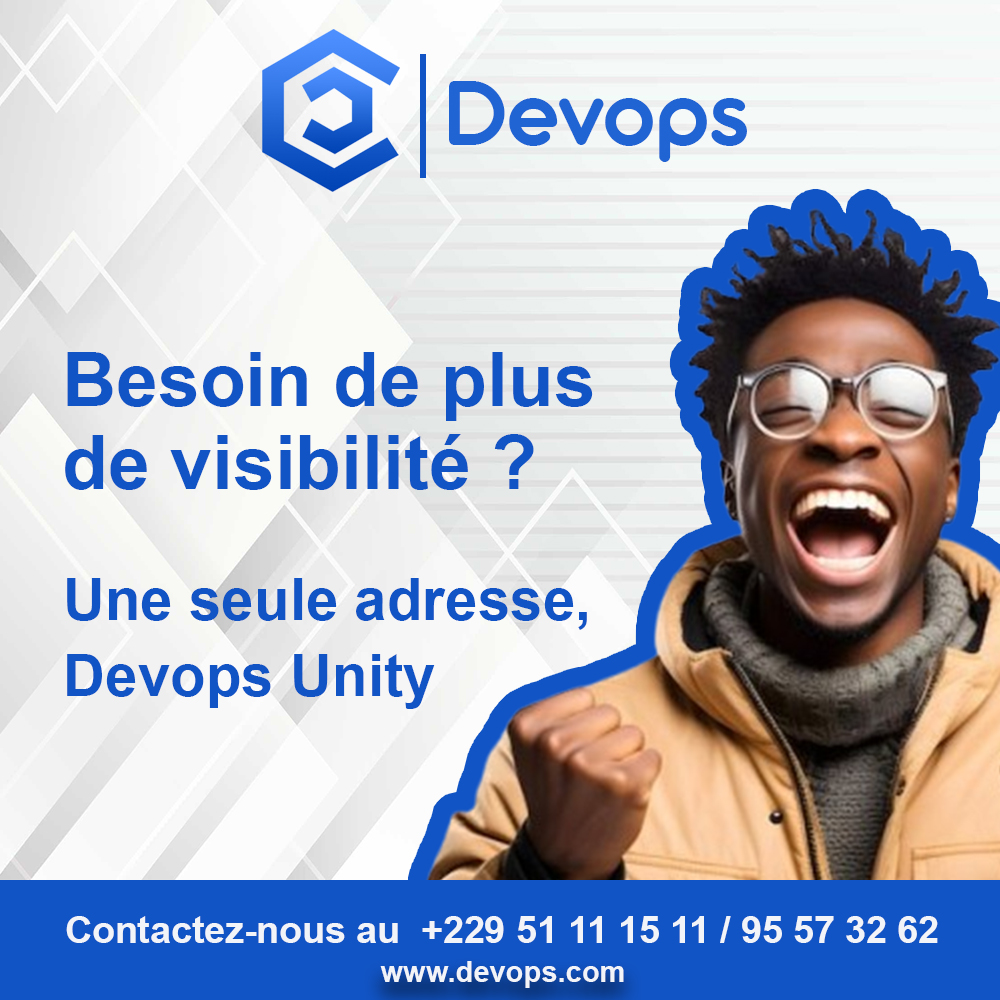 Devops
Besoin de plus
de visibilité ?
Une seule adresse,
Devops Unity
Contactez-nous au +229 51 11 15 11 / 95 57 32 62
www.devops.com